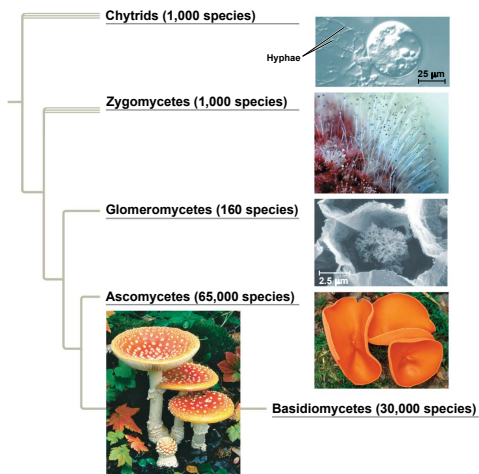 Chytrids (1,000 species)
Hyphae
25 µm
Zygomycetes (1,000 species)
Glomeromycetes (160 species)
2.5 µm
Ascomycetes (65,000 species)
Basidiomycetes (30,000 species)